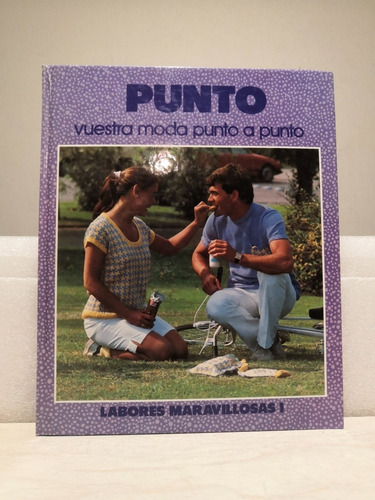 PUNTO
vuestra moda punto a punto
LABORES MARAVILLOSAS I